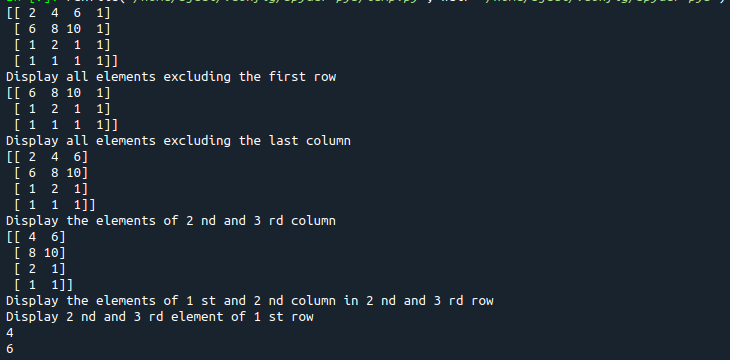 [[ 2 4 6 1]
[ 6 8 10 1]
[ 1 2 1 1]
[ 1 1 1 1]]
Display all elements excluding the first row
[[ 6 8 10 1]
[ 1 2 1 1]
[ 1 1 1 1]]
Display all elements excluding the last column
[[ 2 4 6]
[ 6 8 10]
[ 1 2 1]
[ 1 1 1]]
Display the elements of 2 nd and 3 rd column
[[ 4 6]
[ 8 10]
[ 2 1]
[ 1 1]]
Display the elements of 1 st and 2 nd column in 2 nd and 3 rd row
Display 2 nd and 3 rd element of 1 st row
4
6